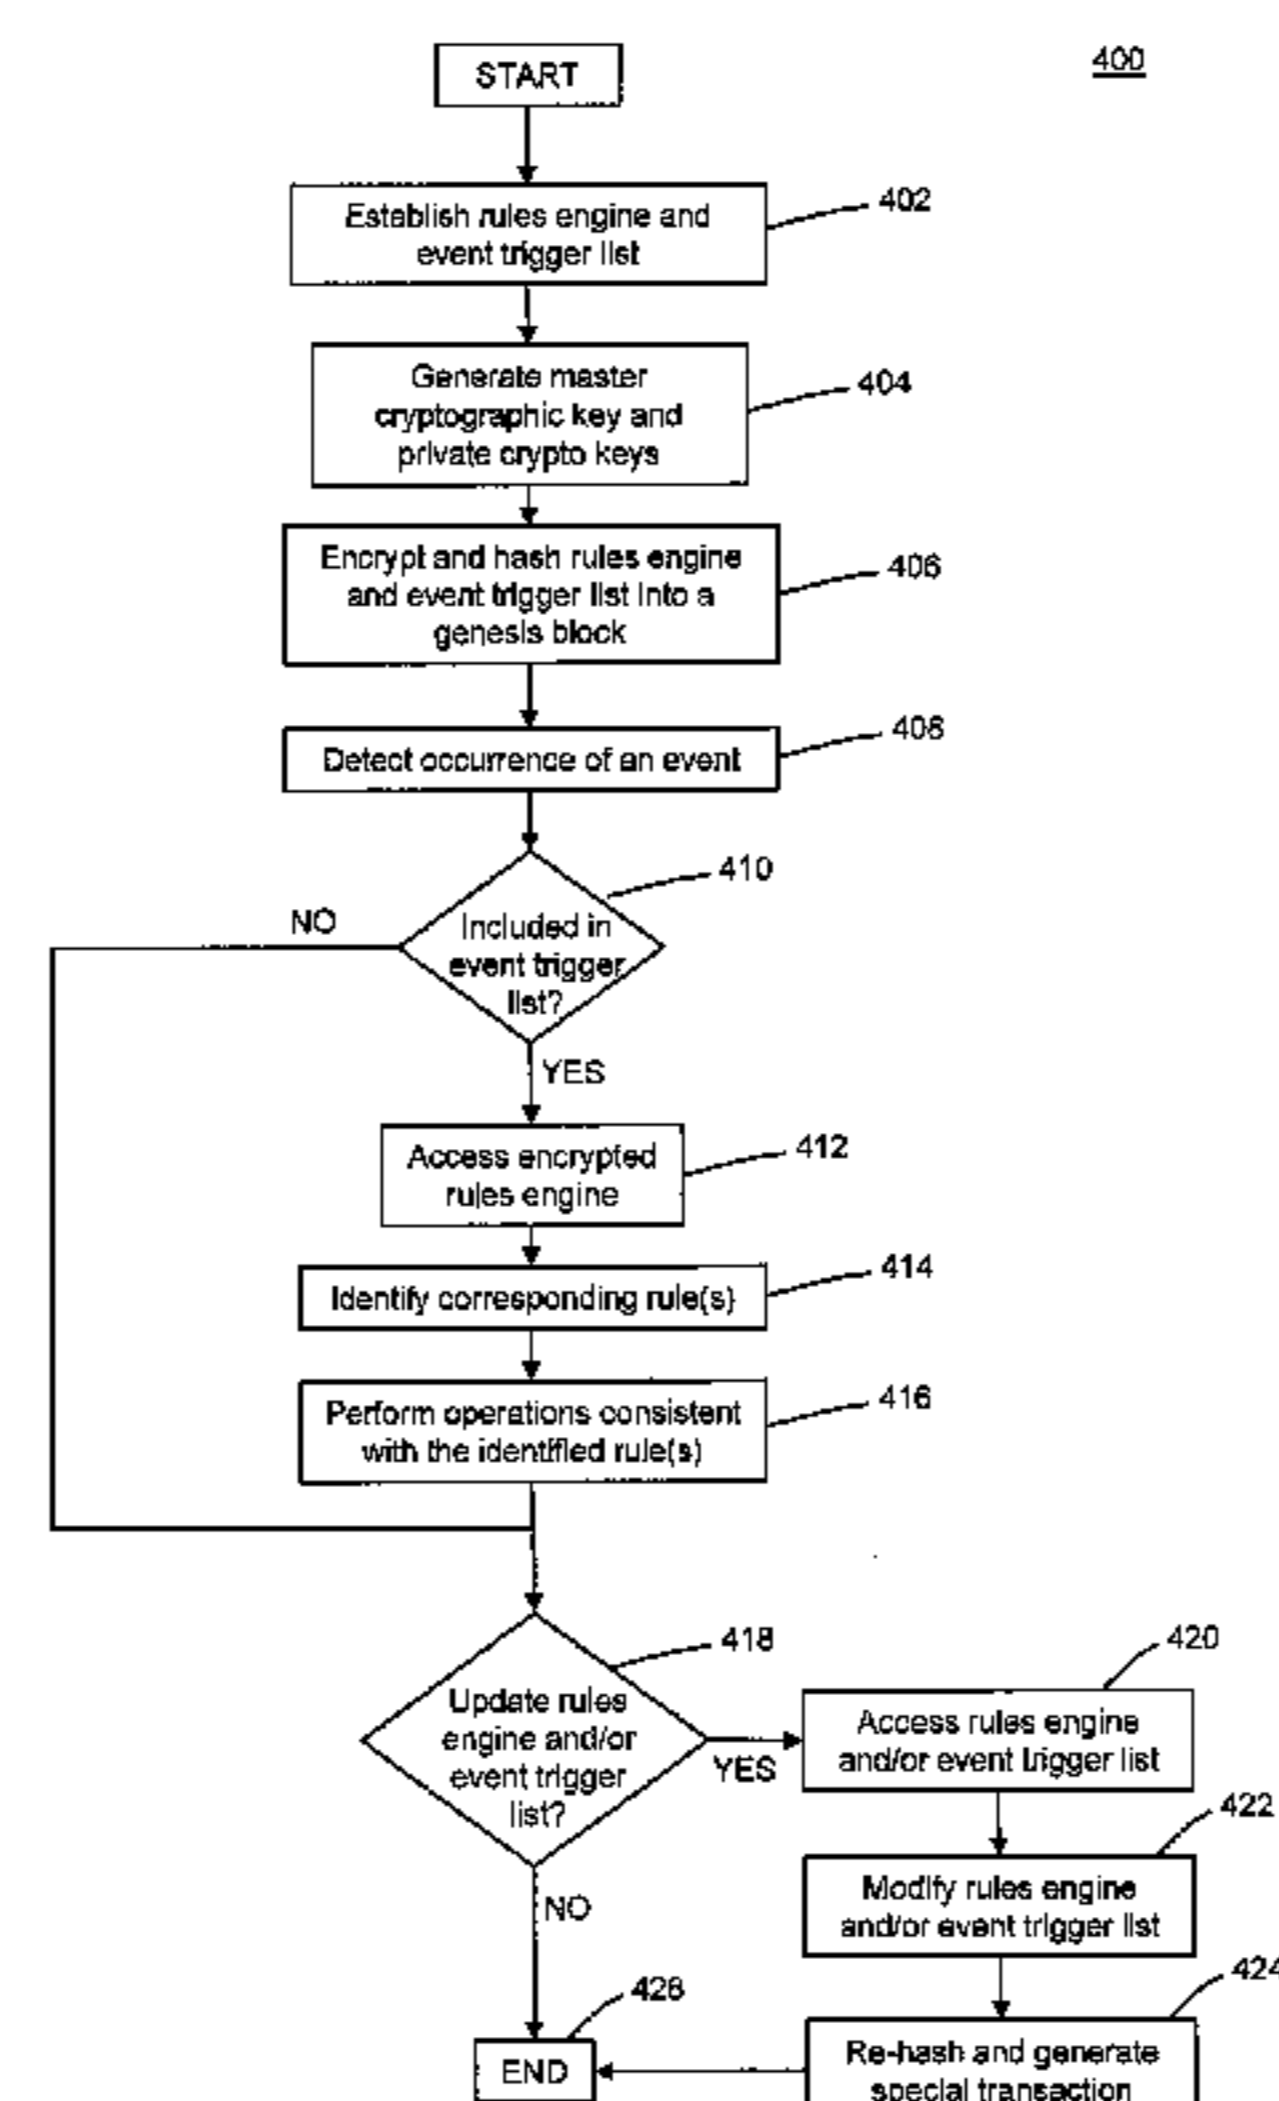 400
START
402
Establish rules engine and
event trigger list
404
Generate master
cryptographic key and
private crypto keys
406
Encrypt and hash rules engine
and event trigger list into a
genesis block
408
Detect occurrence of an event
410
NO
Included in
event trigger
list?
YES
412
Access encrypted
rules engine
414
Identify corresponding rule(s)
416
Perform operations consistent
with the identified rule(s)
418
Update rules
engine and/or
event trigger
list?
YES
420
Access rules engine
and/or event trigger list
422
Modify rules engine
and/or event trigger list
NO
424
Re-hash and generate
special transaction
428
END